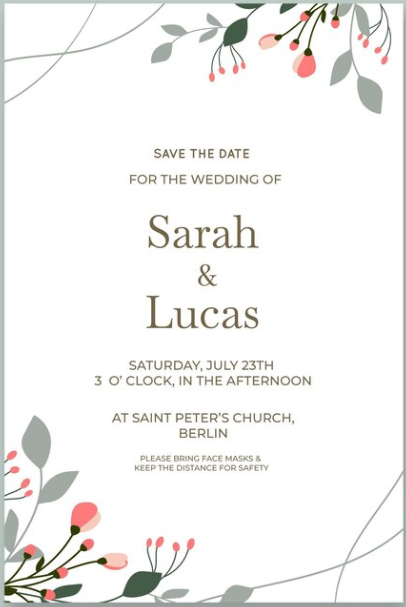 SAVE THE DATE
FOR THE WEDDING OF
Sarah
&
Lucas
SATURDAY, JULY 23TH
3 O' CLOCK, IN THE AFTERNOON
AT SAINT PETER'S CHURCH,
BERLIN
PLEASE BRING FACE MASKS &
KEEP THE DISTANCE FOR SAFETY